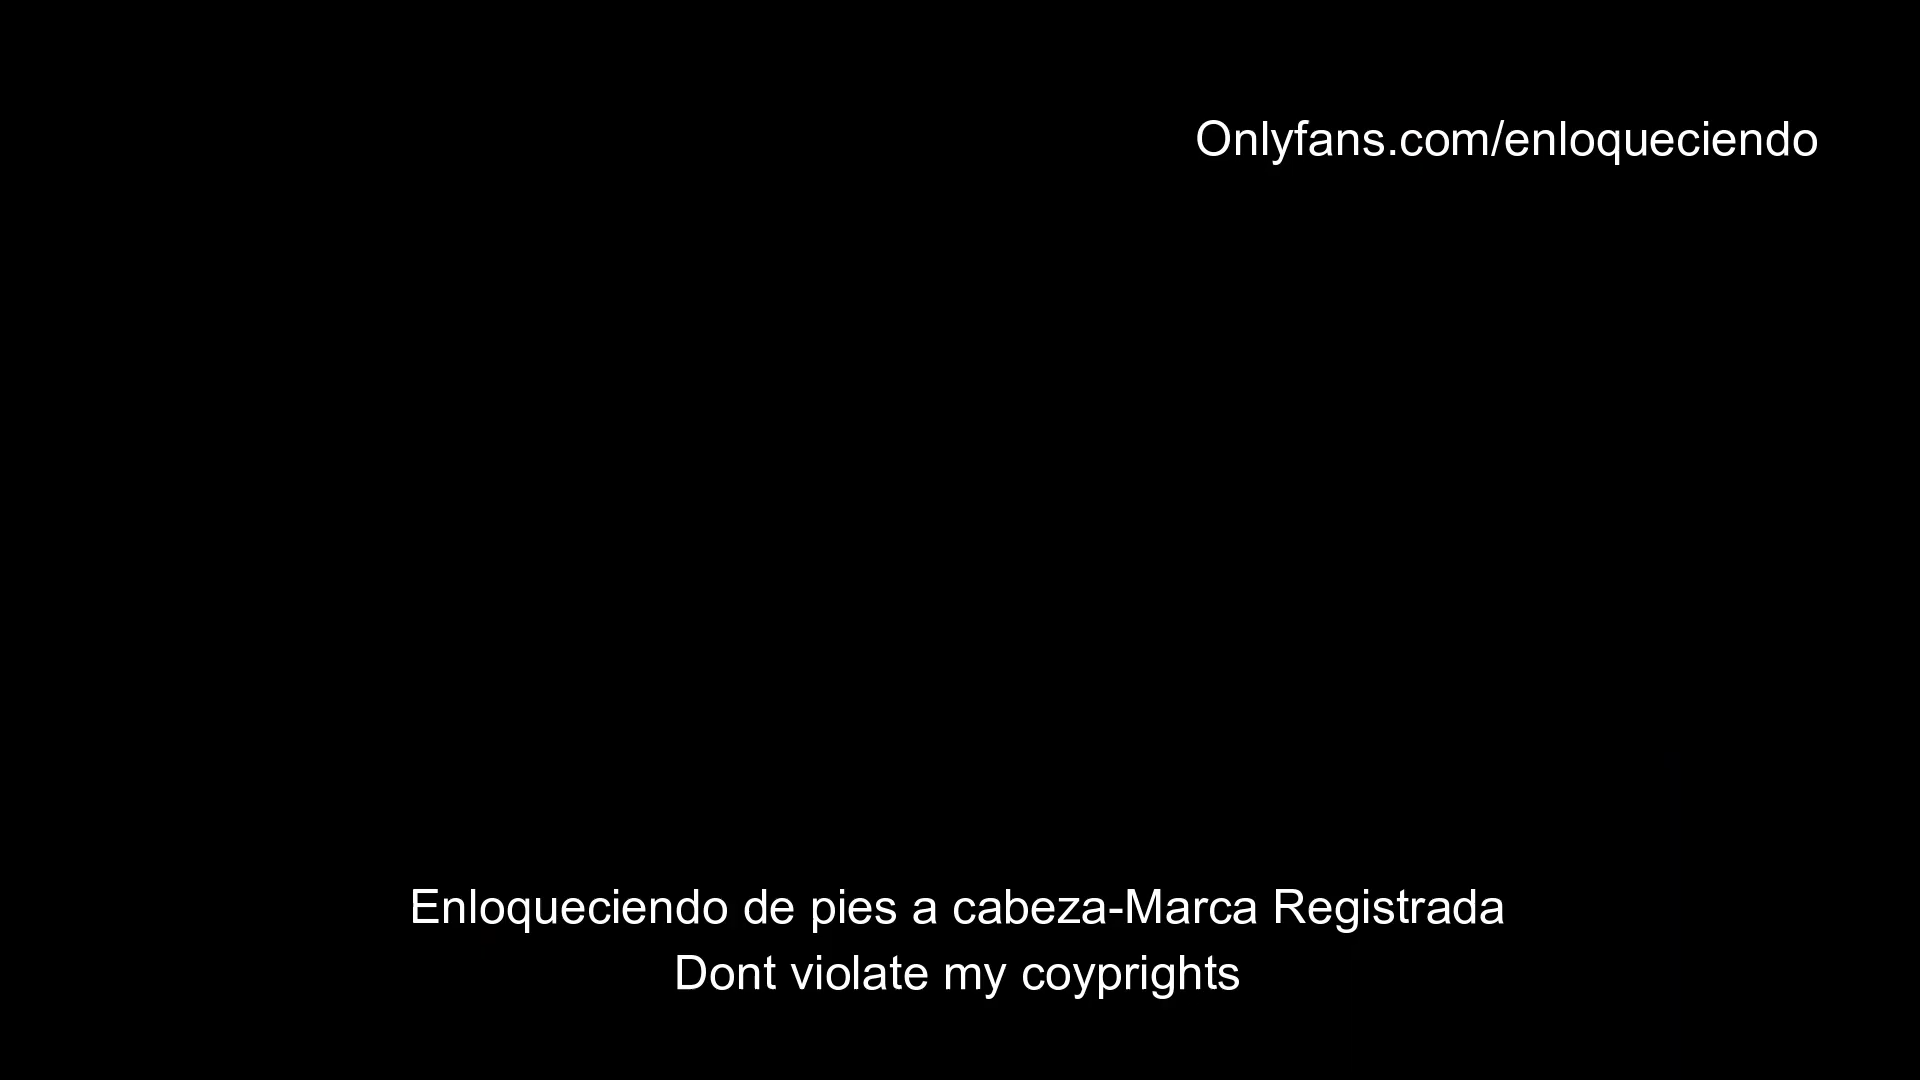 Onlyfans.com/enloqueciendo
Enloqueciendo de pies a cabeza-Marca Registrada
Dont violate my coyprights